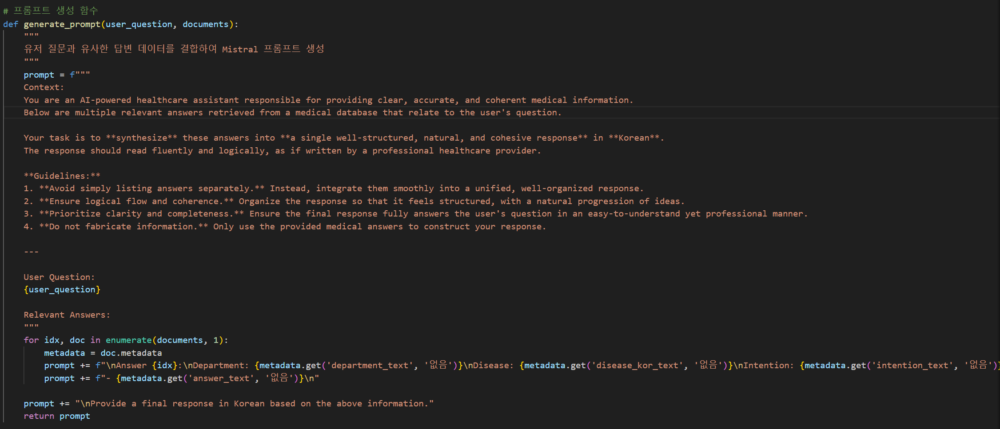 # 프롬프트 생성 함수
def generate_prompt(user_question, documents):
    """
    유저 질문과 유사한 답변 데이터를 결합하여 Mistral 프롬프트 생성
    """
    prompt = f"""
    Context:
    You are an AI-powered healthcare assistant responsible for providing clear, accurate, and coherent medical information.
    Below are multiple relevant answers retrieved from a medical database that relate to the user's question.

    Your task is to **synthesize** these answers into **a single well-structured, natural, and cohesive response** in **Korean**.
    The response should read fluently and logically, as if written by a professional healthcare provider.

    **Guidelines:**
    1. **Avoid simply listing answers separately.** Instead, integrate them smoothly into a unified, well-organized response.
    2. **Ensure logical flow and coherence.** Organize the response so that it feels structured, with a natural progression of ideas.
    3. **Prioritize clarity and completeness.** Ensure the final response fully answers the user's question in an easy-to-understand yet professional manner.
    4. **Do not fabricate information.** Only use the provided medical answers to construct your response.

    ---

    User Question:
    {user_question}

    Relevant Answers:
    """
    for idx, doc in enumerate(documents, 1):
        metadata = doc.metadata
        prompt += f"\nAnswer {idx}:\nDepartment: {metadata.get('department_text', '없음')}\nDisease: {metadata.get('disease_kor_text', '없음')}\nIntention: {metadata.get('intention_text', '없음')}
        prompt += f"- {metadata.get('answer_text', '없음')}\n"

    prompt += "\nProvide a final response in Korean based on the above information."
    return prompt